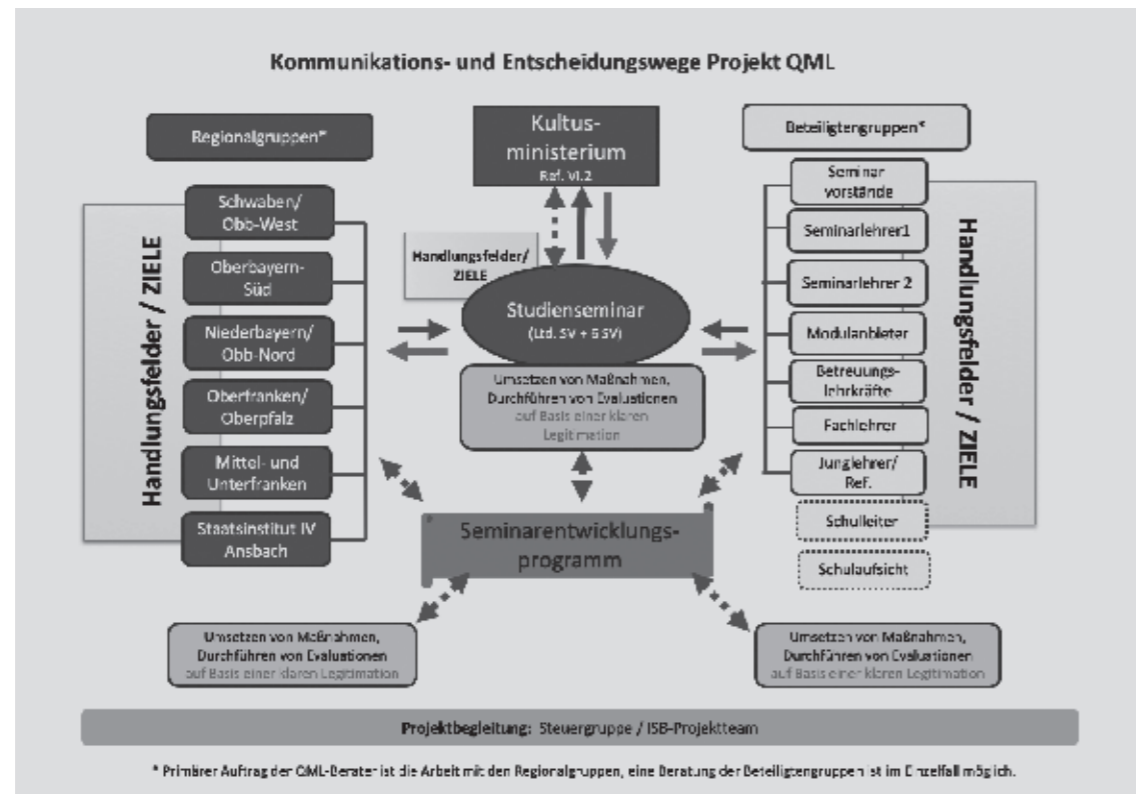 Kommunikations- und Entscheidungswege Projekt QML
Regionalgruppen*
Kultus-
ministerium
Ref. VI.2
Beteiligtengruppen*
Handlungsfelder / ZIELE
Schwaben/
Obb-West
Oberbayern-
Süd
Niederbayern/
Obb-Nord
Oberfranken/
Oberpfalz
Mittel- und
Unterfranken
Staatsinstitut IV
Ansbach
Handlungsfelder/
ZIELE
Studienseminar
(Ltd. SV + 6 SV)
Umsetzen von Maßnahmen,
Durchführen von Evaluationen
auf Basis einer klaren
Legitimation
Seminar
vorstände
Seminarlehrer1
Seminarlehrer 2
Modulanbieter
Betreuungs-
lehrkräfte
Fachlehrer
Junglehrer/
Ref.
Schulleiter
Schulaufsicht
Handlungsfelder / ZIELE
Seminarentwicklungs-
programm
Umsetzen von Maßnahmen,
Durchführen von Evaluationen
auf Basis einer klaren Legitimation
Umsetzen von Maßnahmen,
Durchführen von Evaluationen
auf Basis einer klaren Legitimation
Projektbegleitung: Steuergruppe / ISB-Projektteam
* Primärer Auftrag der QML-Berater ist die Arbeit mit den Regionalgruppen, eine Beratung der Beteiligtengruppen ist im Einzelfall möglich.